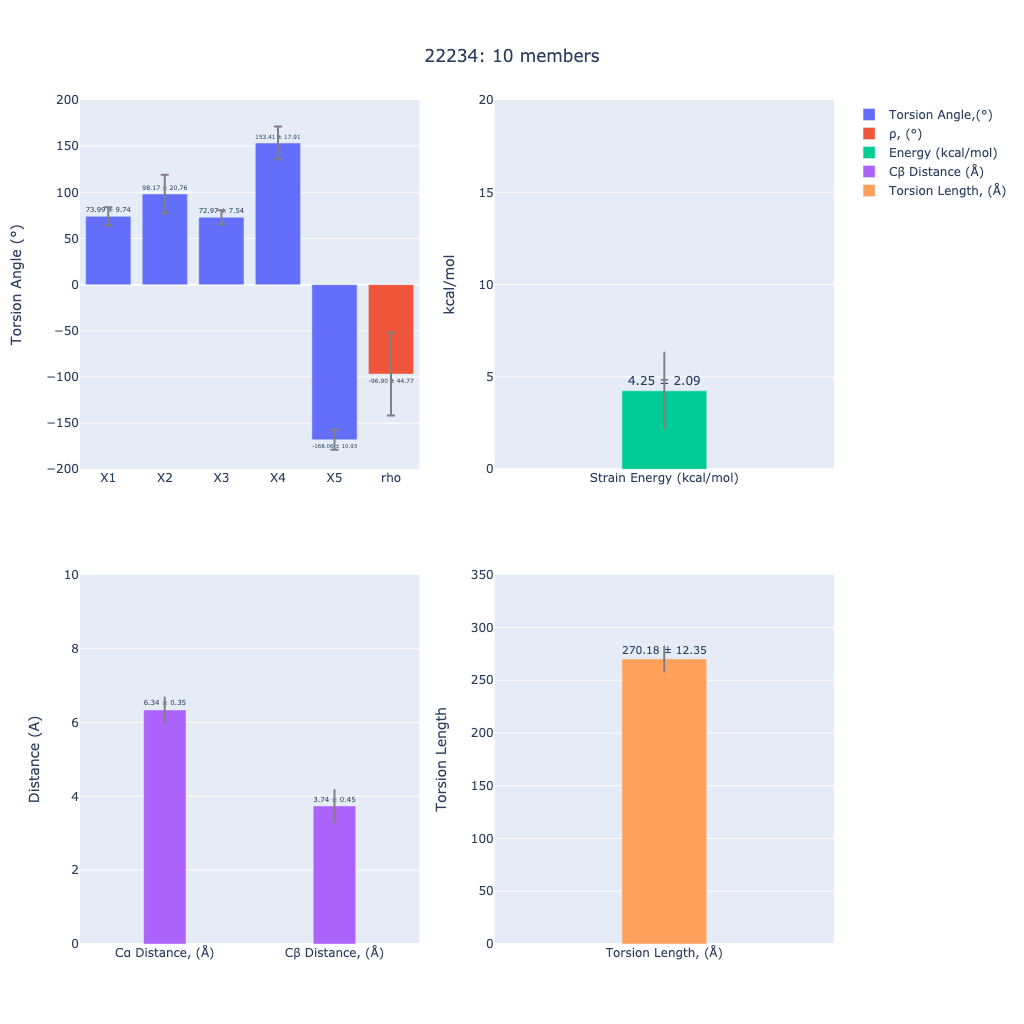 22234: 10 members
Torsion Angle (°)
200
150
100
50
0
−50
−100
−150
−200
73.99 ± 9.74
98.17 ± 20.76
72.97 ± 7.54
153.41 ± 17.91
-168.06 ± 10.93
-96.90 ± 44.77
X1
X2
X3
X4
X5
rho
kcal/mol
20
15
10
5
0
4.25 ± 2.09
Strain Energy (kcal/mol)
Torsion Angle,(°)
ρ, (°)
Energy (kcal/mol)
Cβ Distance (Å)
Torsion Length, (Å)
Distance (A)
10
8
6
4
2
0
6.34 ± 0.35
3.74 ± 0.45
Cα Distance, (Å)
Cβ Distance, (Å)
Torsion Length
350
300
250
200
150
100
50
0
270.18 ± 12.35
Torsion Length, (Å)